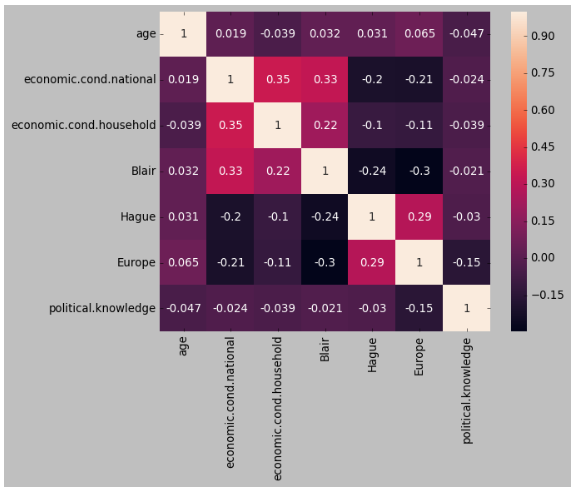 age 1 0.019 -0.039 0.032 0.031 0.065 -0.047
economic.cond.national 0.019 1 0.35 0.33 -0.2 -0.21 -0.024
economic.cond.household -0.039 0.35 1 0.22 -0.1 -0.11 -0.039
Blair 0.032 0.33 0.22 1 -0.24 -0.3 -0.021
Hague 0.031 -0.2 -0.1 -0.24 1 0.29 -0.03
Europe 0.065 -0.21 -0.11 -0.3 0.29 1 -0.15
political.knowledge -0.047 -0.024 -0.039 -0.021 -0.03 -0.15 1
age
economic.cond.national
economic.cond.household
Blair
Hague
Europe
political.knowledge
0.90
0.75
0.60
0.45
0.30
0.15
0.00
−0.15